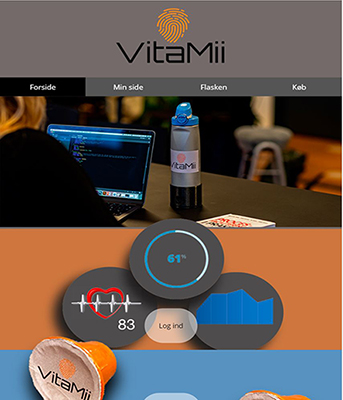 VitaMii
Forside Min side Flasken Køb
VitaMii
61%
83
Log ind
VitaMii